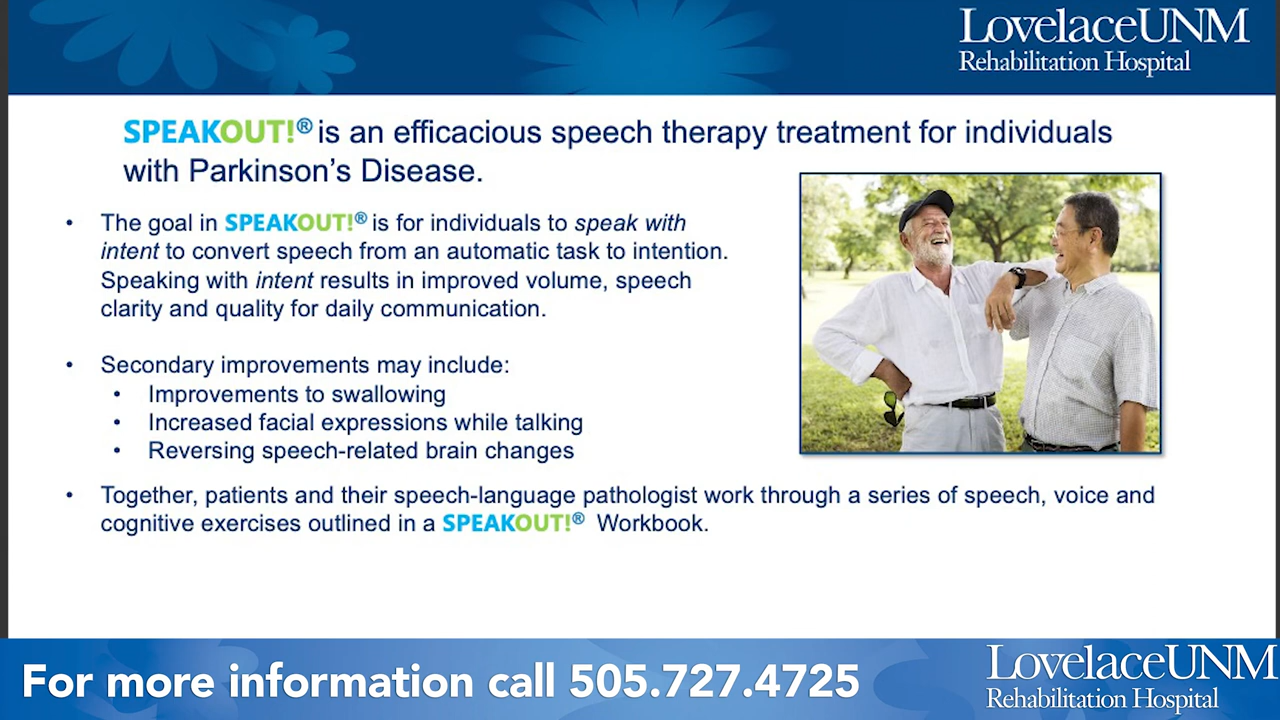 LovelaceUNM
Rehabilitation Hospital
SPEAKOUT!® is an efficacious speech therapy treatment for individuals
with Parkinson's Disease.
• The goal in SPEAKOUT!® is for individuals to speak with
intent to convert speech from an automatic task to intention.
Speaking with intent results in improved volume, speech
clarity and quality for daily communication.
• Secondary improvements may include:
• Improvements to swallowing
• Increased facial expressions while talking
• Reversing speech-related brain changes
• Together, patients and their speech-language pathologist work through a series of speech, voice and
cognitive exercises outlined in a SPEAKOUT!® Workbook.
For more information call 505.727.4725
LovelaceUNM
Rehabilitation Hospital